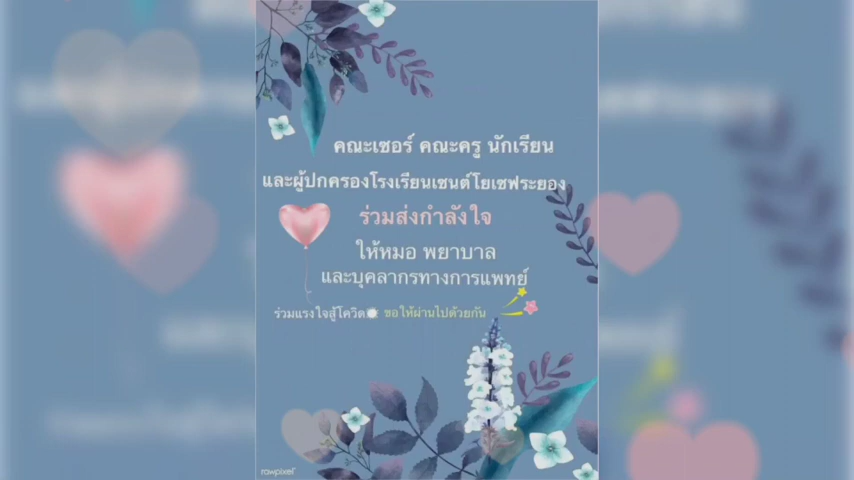 คณะเซอร์ คณะครู นักเรียน
และผู้ปกครองโรงเรียนเซนต์โยเซฟระยอง
ร่วมส่งกำลังใจ
ให้หมอ พยาบาล
และบุคลากรทางการแพทย์
ร่วมแรงใจสู้โควิด ขอให้ผ่านไปด้วยกัน
rawpixel